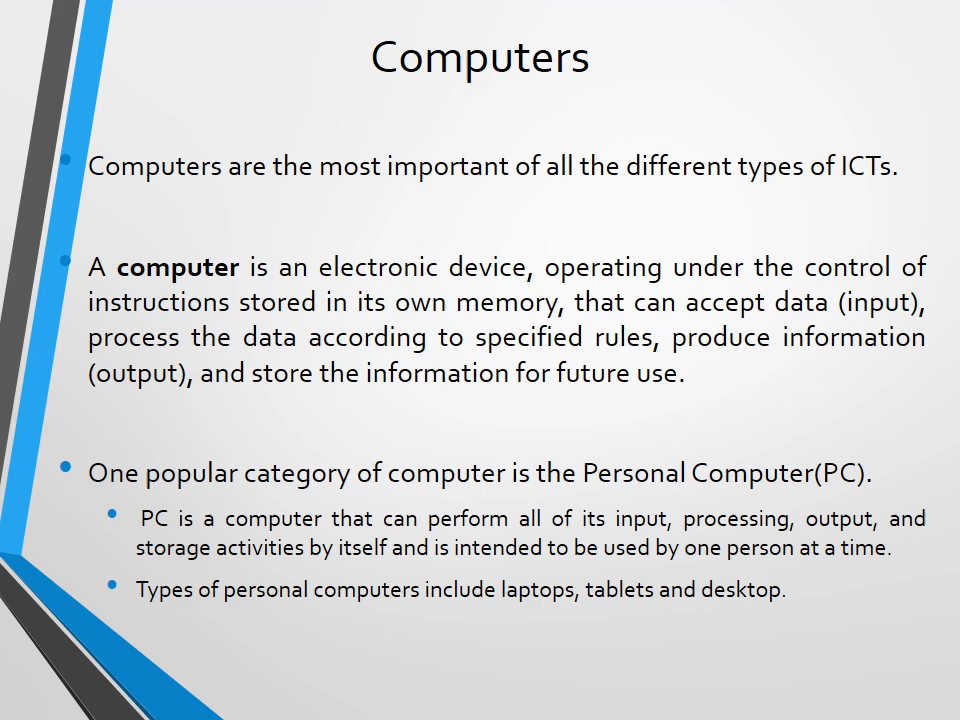 Computers
• Computers are the most important of all the different types of ICTs.
• A computer is an electronic device, operating under the control of
instructions stored in its own memory, that can accept data (input),
process the data according to specified rules, produce information
(output), and store the information for future use.
• One popular category of computer is the Personal Computer(PC).
• PC is a computer that can perform all of its input, processing, output, and
storage activities by itself and is intended to be used by one person at a time.
• Types of personal computers include laptops, tablets and desktop.